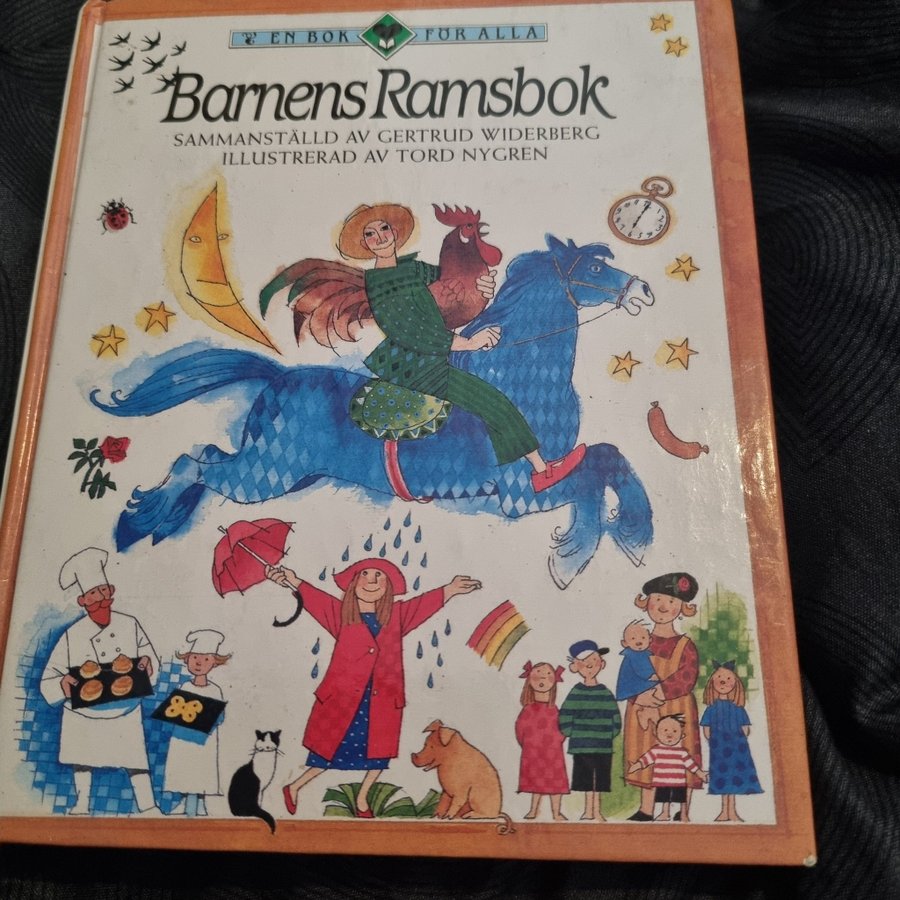 EN BOK FÖR ALLA
Barnens Ramsbok
SAMMANSTÄLLD AV GERTRUD WIDERBERG
ILLUSTRERAD AV TORD NYGREN